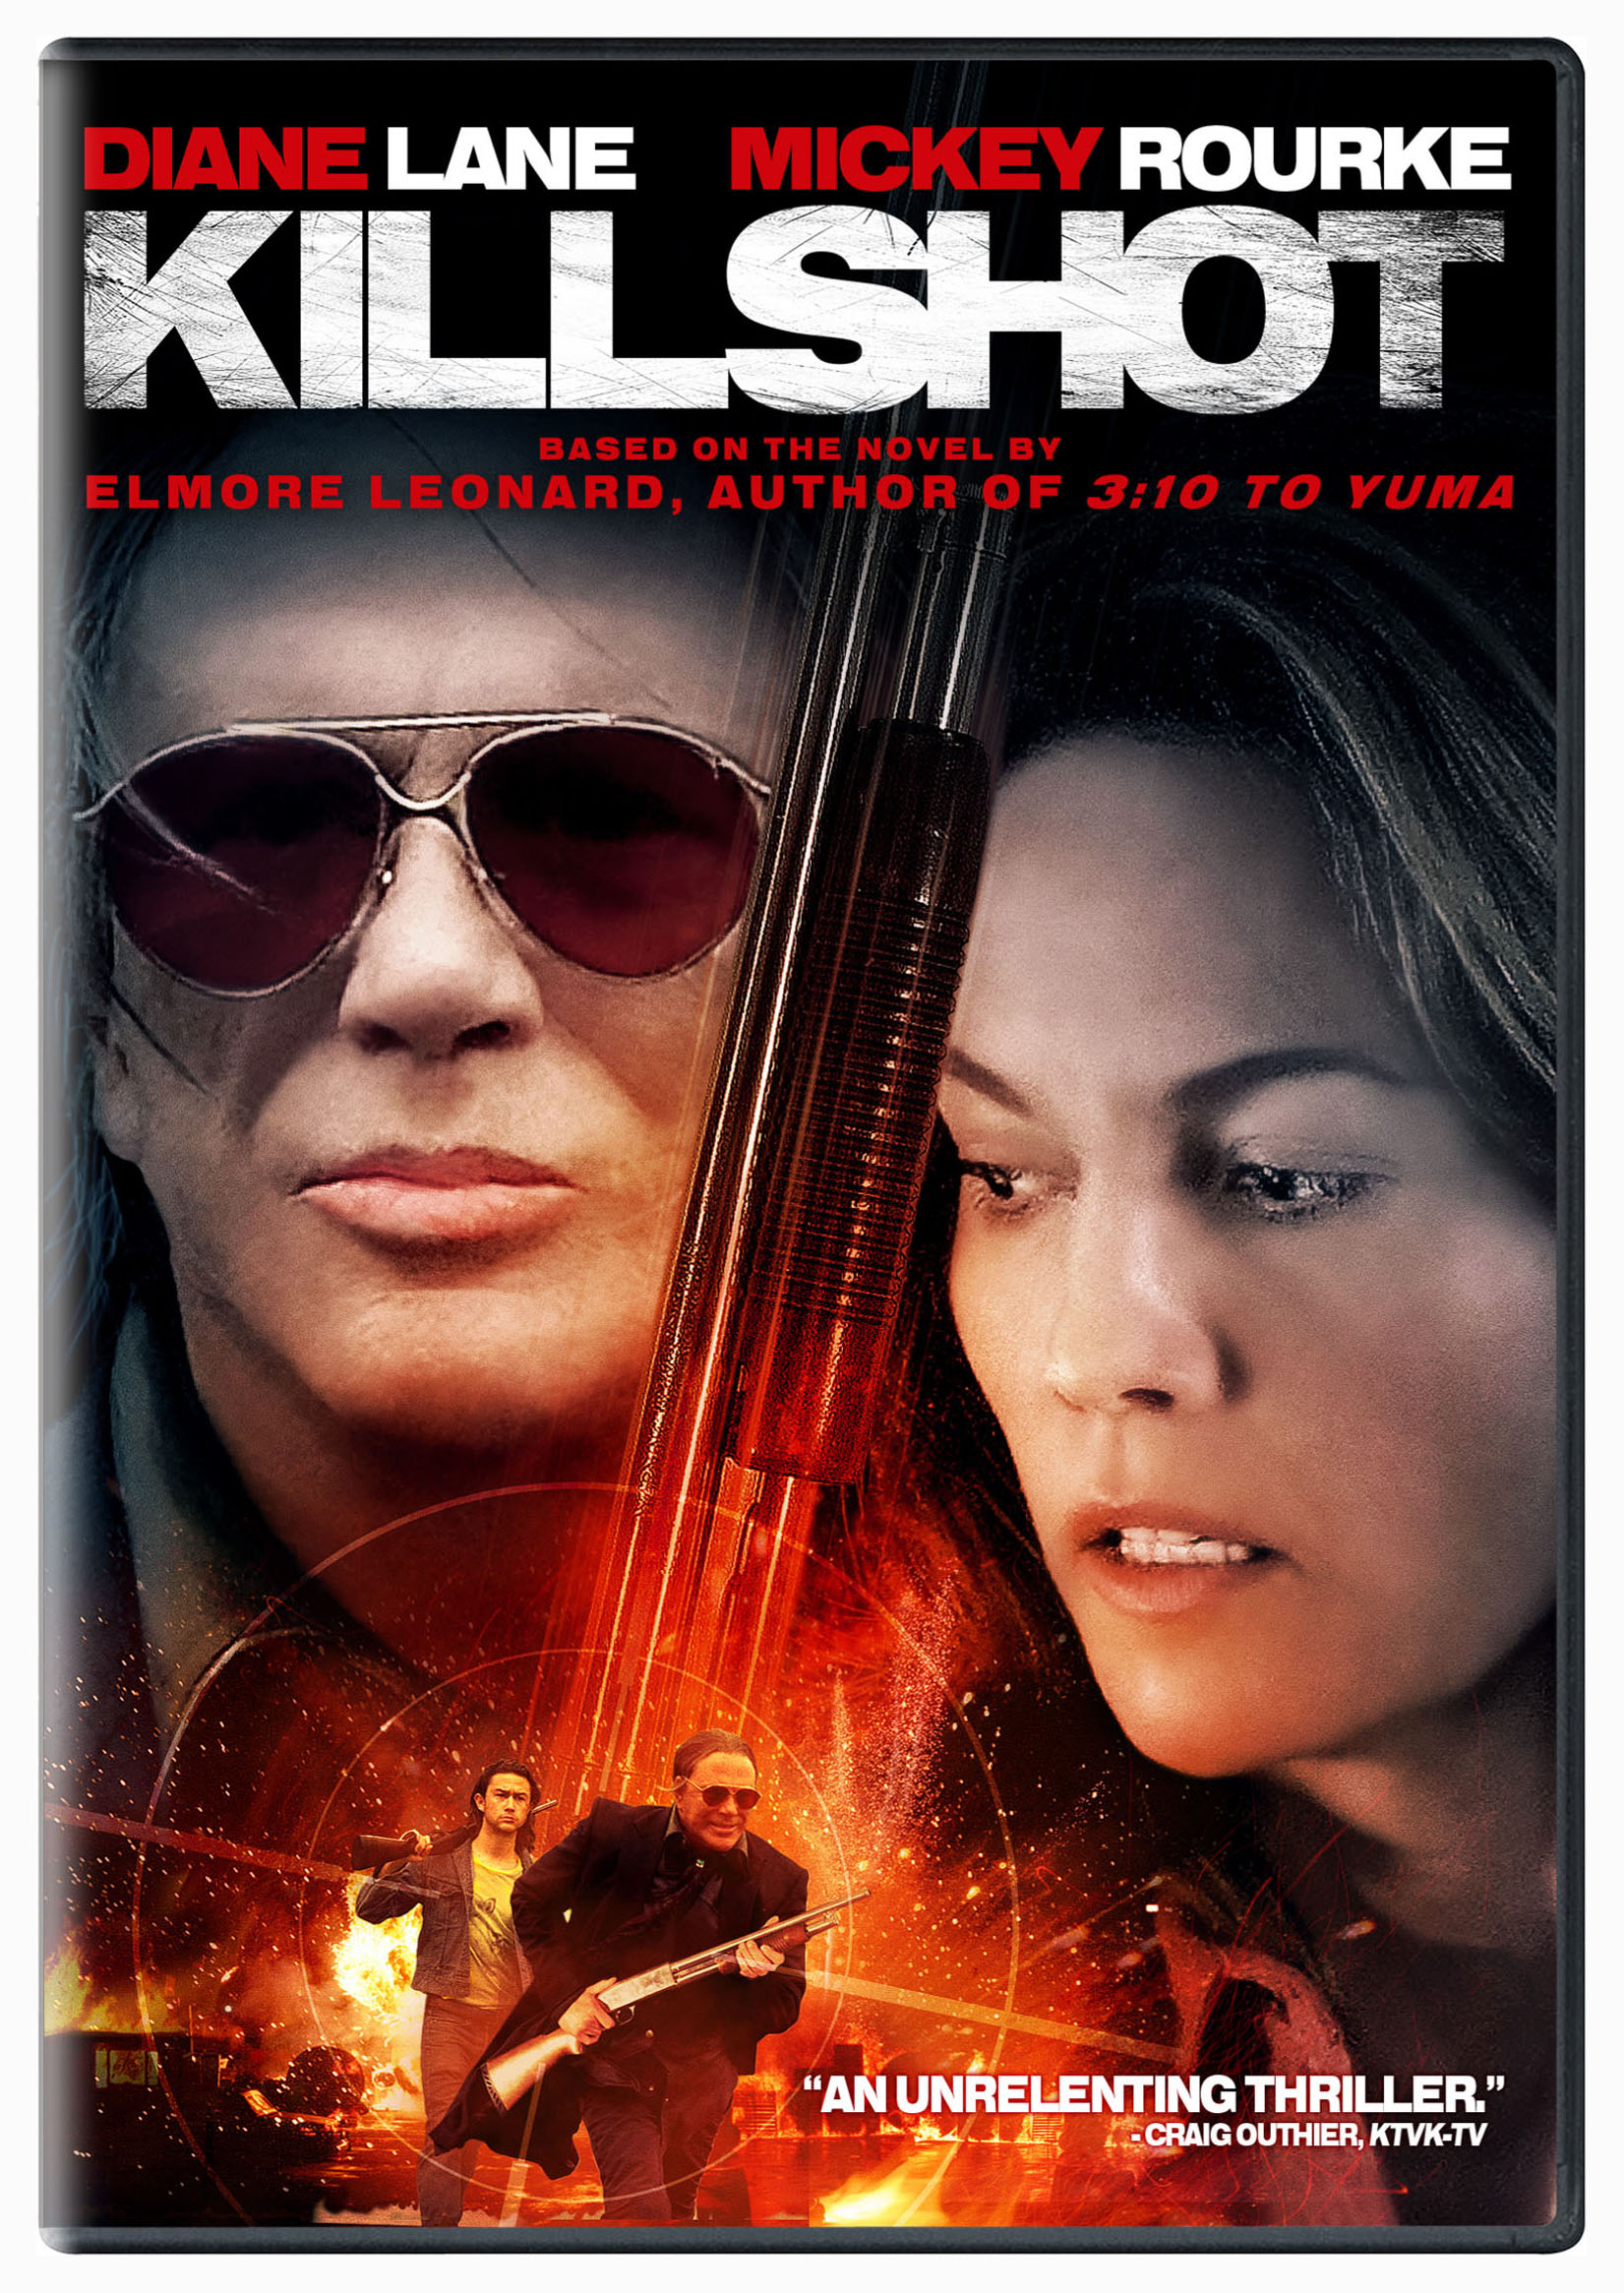 DIANE LANE MICKEY ROURKE
KILLSHOT
BASED ON THE NOVEL BY
ELMORE LEONARD, AUTHOR OF 3:10 TO YUMA
“AN UNRELENTING THRILLER.”
- CRAIG OUTHIER, KTVK-TV